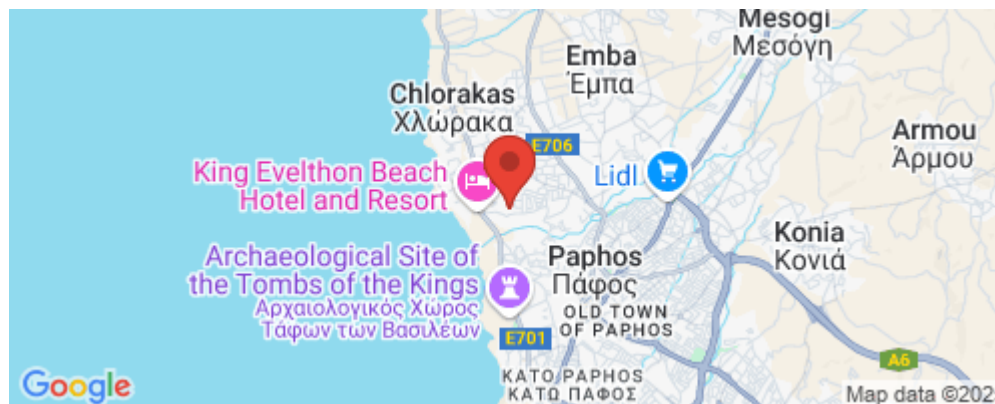 Mesogi
Μεσόγη
Emba
Έμπα
Chlorakas
Χλώρακα
E706
Armou
Άρμου
King Evelthon Beach
Hotel and Resort
Lidl
Konia
Κονιά
Archaeological Site of
the Tombs of the Kings
Αρχαιολογικός Χώρος
Τάφων των Βασιλέων
Paphos
Πάφος
OLD TOWN
OF PAPHOS
E701
A6
KATO PAPHOS
ΚΑΤΩ ΠΑΦΟΣ
Google
Map data ©202